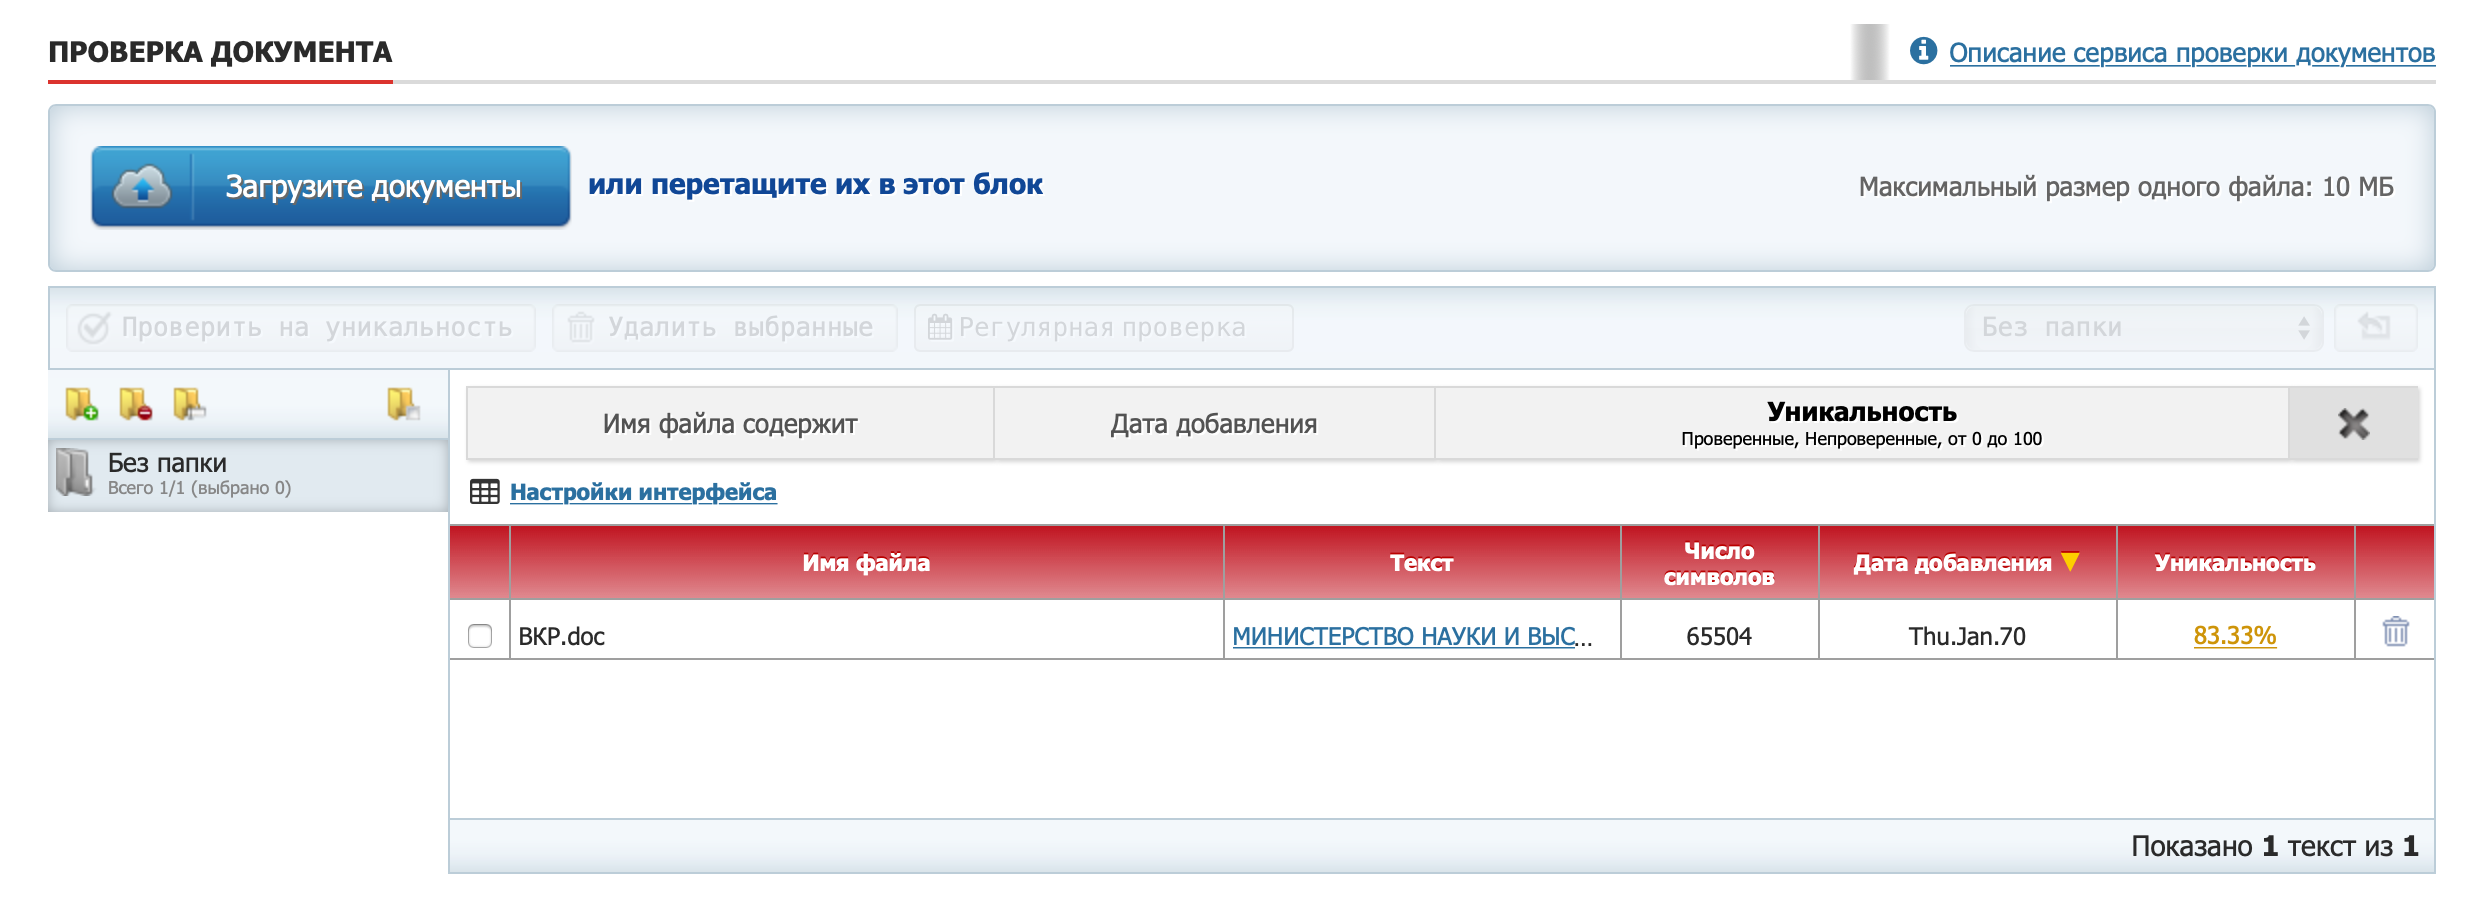 ПРОВЕРКА ДОКУМЕНТА
Описание сервиса проверки документов
Загрузите документы
или перетащите их в этот блок
Максимальный размер одного файла: 10 МБ
Проверить на уникальность
Удалить выбранные
Регулярная проверка
Без папки
Без папки
Всего 1/1 (выбрано 0)
Имя файла содержит
Дата добавления
Уникальность
Проверенные, Непроверенные, от 0 до 100
Настройки интерфейса
Имя файла
Текст
Число
символов
Дата добавления
Уникальность
ВКР.doc
МИНИСТЕРСТВО НАУКИ И ВЫС...
65504
Thu.Jan.70
83.33%
Показано 1 текст из 1